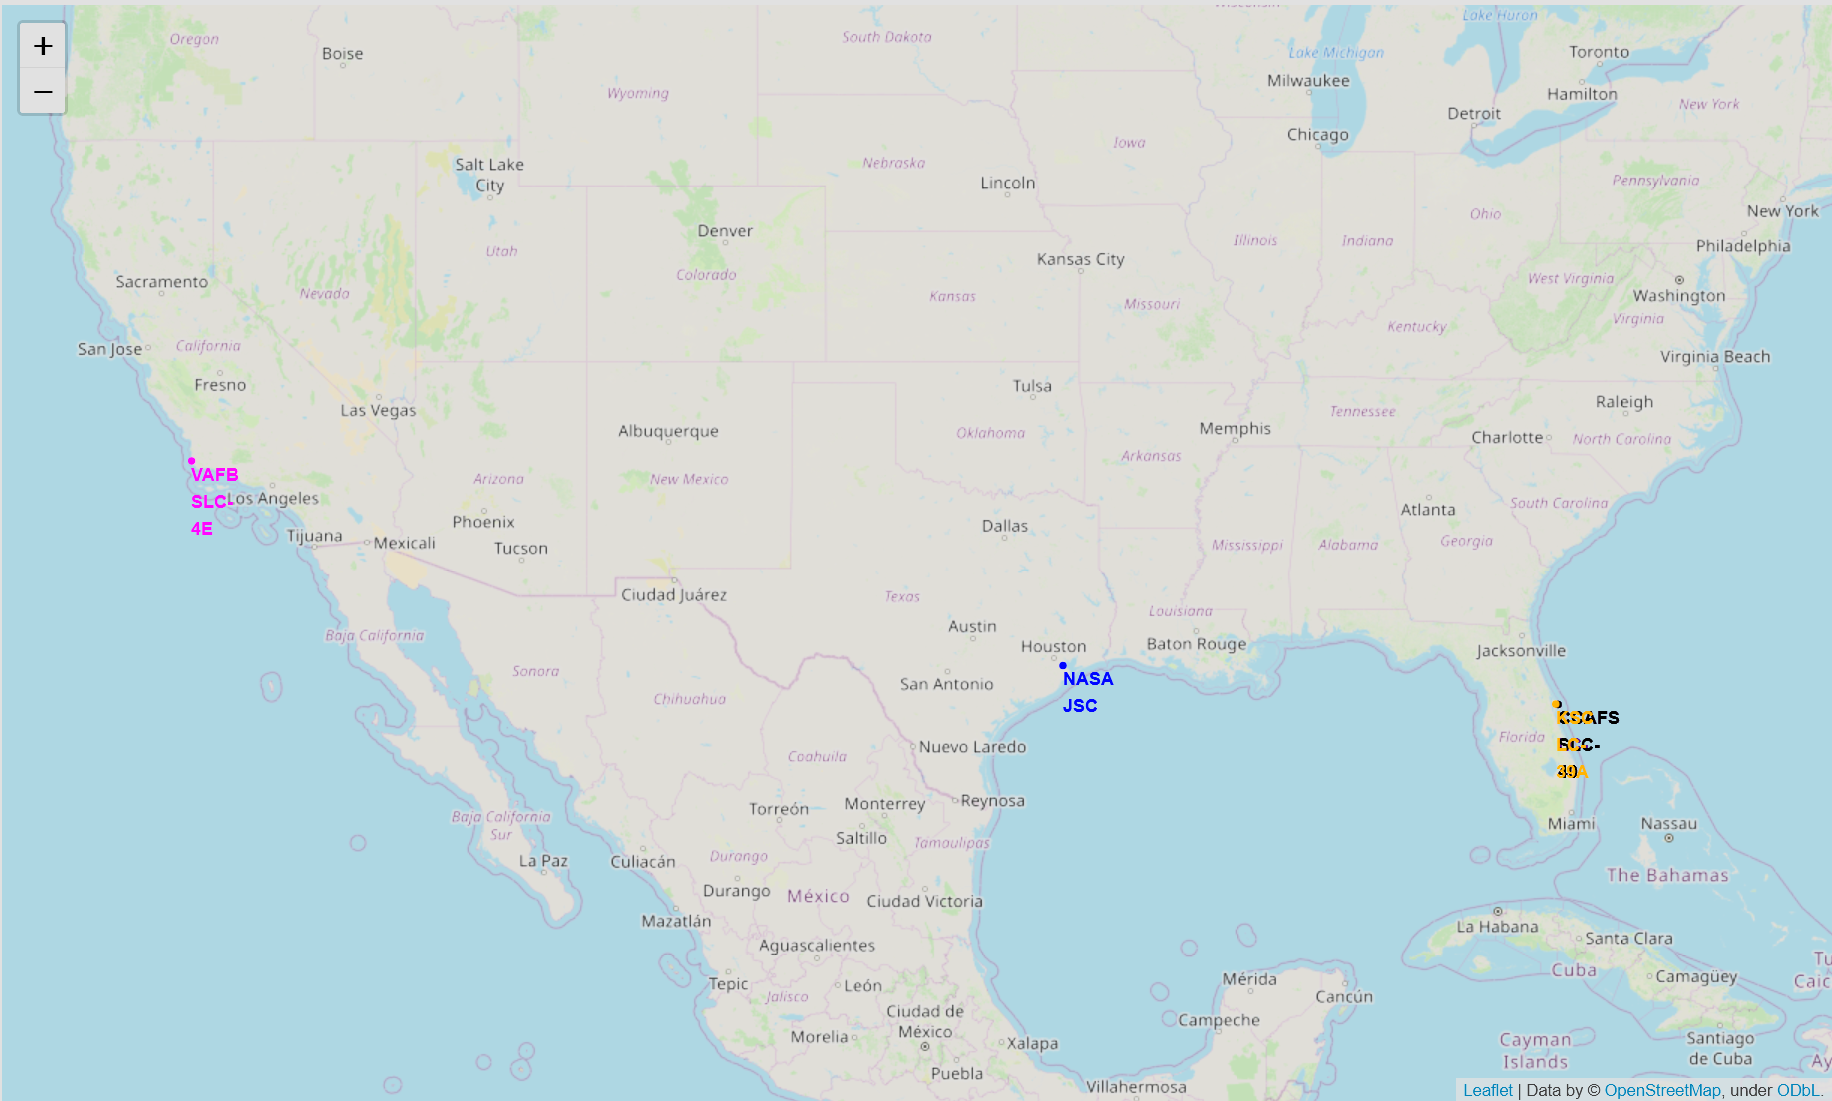 Wisconsin
Lake Huron
+
Oregon
South Dakota
Boise
Lake Michigan
Toronto
Milwaukee
−
Wyoming
Hamilton
New York
Detroit
Chicago
Iowa
Salt Lake
City
Nebraska
Lincoln
Pennsylvania
New York
Ohio
Denver
Illinois
Indiana
Philadelphia
Utah
Kansas City
Colorado
West Virginia
Sacramento
Nevada
Kansas
Missouri
Washington
Virginia
Kentucky
San Jose
California
Virginia Beach
Fresno
Tulsa
Las Vegas
Raleigh
Tennessee
Albuquerque
Oklahoma
Memphis
Charlotte
North Carolina
Arkansas
VAFB
SLC-
4E
Arizona
New Mexico
Los Angeles
South Carolina
Atlanta
Phoenix
Dallas
Tijuana
Mexicali
Tucson
Mississippi
Alabama
Georgia
Ciudad Juárez
Texas
Louisiana
Austin
Baja California
Houston
Baton Rouge
Jacksonville
Sonora
San Antonio
NASA
JSC
Chihuahua
Florida
Nuevo Laredo
Coahuila
Torreón
Monterrey
Reynosa
Baja California
Sur
Miami
Nassau
Saltillo
Tamaulipas
La Paz
Culiacán
Durango
The Bahamas
Durango
México
Ciudad Victoria
Mazatlán
La Habana
Santa Clara
Aguascalientes
Cuba
Camagüey
Tepic
León
Mérida
Cancún
Jalisco
Ciudad de
México
Campeche
Morelia
Xalapa
Cayman
Islands
Santiago
de Cuba
Puebla
Villahermosa
Leaflet | Data by © OpenStreetMap, under ODbL.